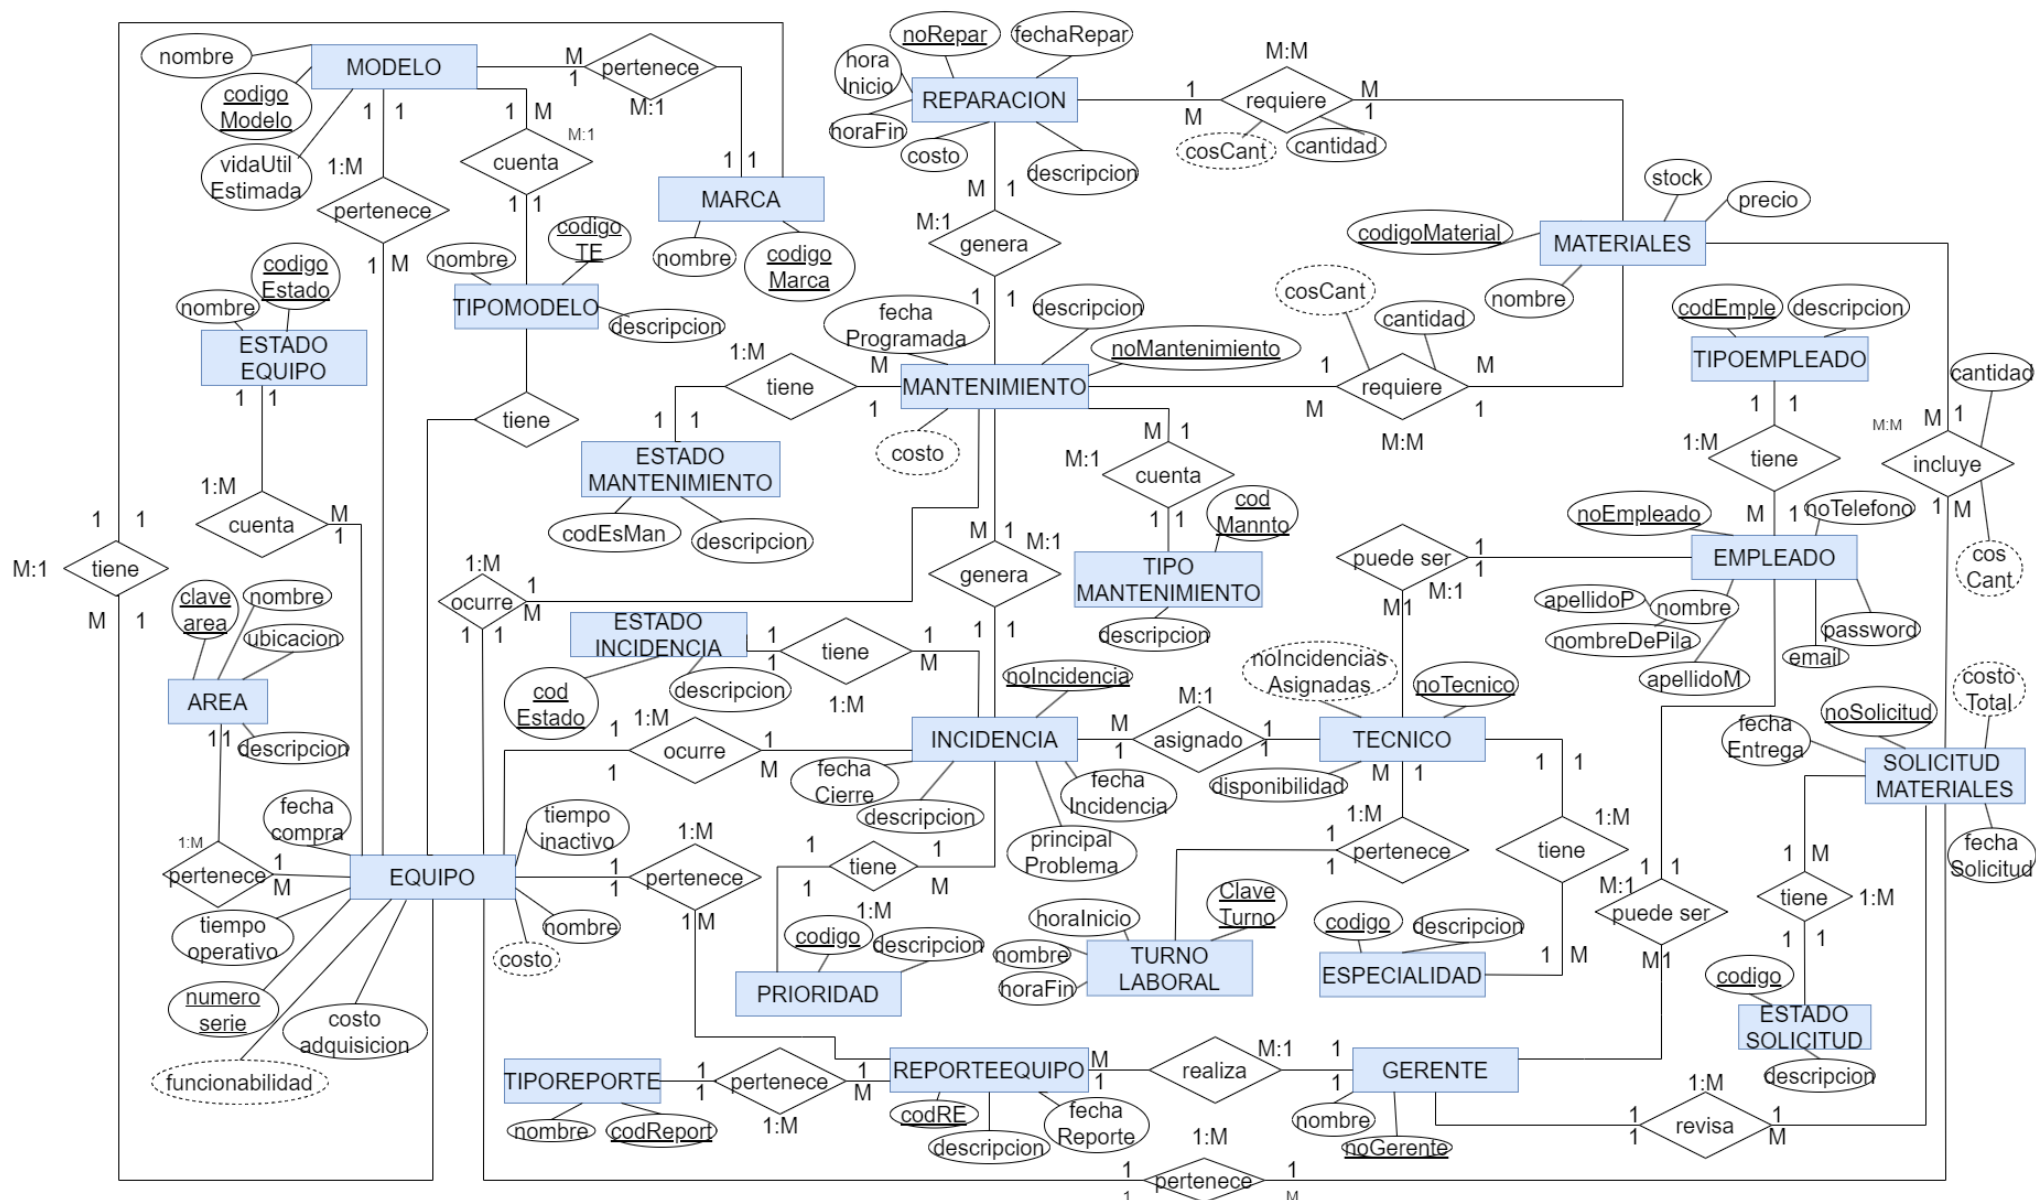 noRepar
fechaRepar
nombre
MODELO
M
1
pertenece
M:1
hora
Inicio
REPARACION
1
M
M:M
requiere
M
1
codigo
Modelo
1
1
M
M:1
horaFin
costo
cosCant
cantidad
vidaUtil
Estimada
1:M
cuenta
1
1
descripcion
stock
pertenece
1
1
MARCA
M
1
precio
codigo
TE
M:1
genera
codigoMaterial
MATERIALES
1
M
nombre
nombre
codigo
Marca
codigo
Estado
nombre
TIPOMODELO
descripcion
1
1
cosCant
nombre
nombre
fecha
Programada
descripcion
cantidad
codEmple
descripcion
ESTADO
EQUIPO
1:M
tiene
M
1
noMantenimiento
MANTENIMIENTO
1
M
requiere
M
1
M:M
TIPOEMPLEADO
cantidad
1
1
tiene
1
1
costo
M
1
M:1
cuenta
1
1
1:M
tiene
M:M
M
1
incluye
1
M
ESTADO
MANTENIMIENTO
codEsMan
descripcion
cod
Mannto
TIPO
MANTENIMIENTO
descripcion
1:M
cuenta
M
1
M
1
M:1
genera
1
1
noEmpleado
M
1
noTelefono
EMPLEADO
cos
Cant
1
1
M:1
tiene
M
1
1:M
ocurre
1
M
1
1
puede ser
1
1
M:1
M
1
apellidoP
nombre
nombreDePila
password
email
apellidoM
clave
area
nombre
ubicacion
AREA
descripcion
1
1
ESTADO
INCIDENCIA
1
1
tiene
1
M
1:M
cod
Estado
descripcion
noIncidencia
noIncidencias
Asignadas
noTecnico
costo
Total
1:M
1
1
ocurre
1
M
INCIDENCIA
M
1
M:1
asignado
1
1
TECNICO
fecha
Entrega
noSolicitud
SOLICITUD
MATERIALES
fecha
Cierre
descripcion
fecha
Incidencia
principal
Problema
disponibilidad
M
1
1
1
fecha
Solicitud
fecha
compra
tiempo
inactivo
1:M
pertenece
1
M
EQUIPO
1
1
1:M
pertenece
1
M
1
1
tiene
1
M
1:M
1:M
1
1
pertenece
1:M
tiene
1
M
1
1
M:1
puede ser
M
1
1
M
tiene
1:M
1
1
tiempo
operativo
nombre
costo
numero
serie
costo
adquisicion
funcionabilidad
codigo
descripcion
PRIORIDAD
horaInicio
nombre
horaFin
Clave
Turno
TURNO
LABORAL
codigo
descripcion
ESPECIALIDAD
codigo
ESTADO
SOLICITUD
descripcion
TIPOREPORTE
1
1
pertenece
1
M
1:M
nombre
codReport
REPORTEEQUIPO
M
1
realiza
M:1
1
1
GERENTE
codRE
descripcion
fecha
Reporte
nombre
noGerente
1
1
1:M
revisa
1
M
1:M
1
1
pertenece
1
M